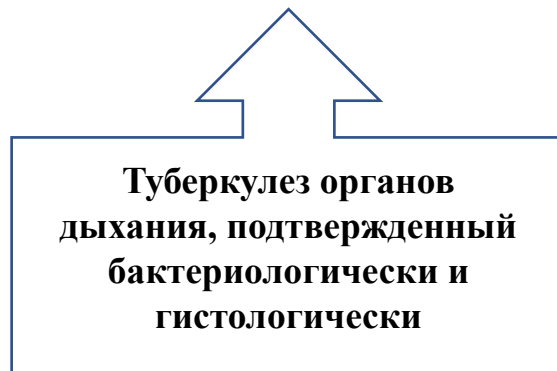 Туберкулез органов
дыхания, подтвержденный
бактериологически и
гистологически